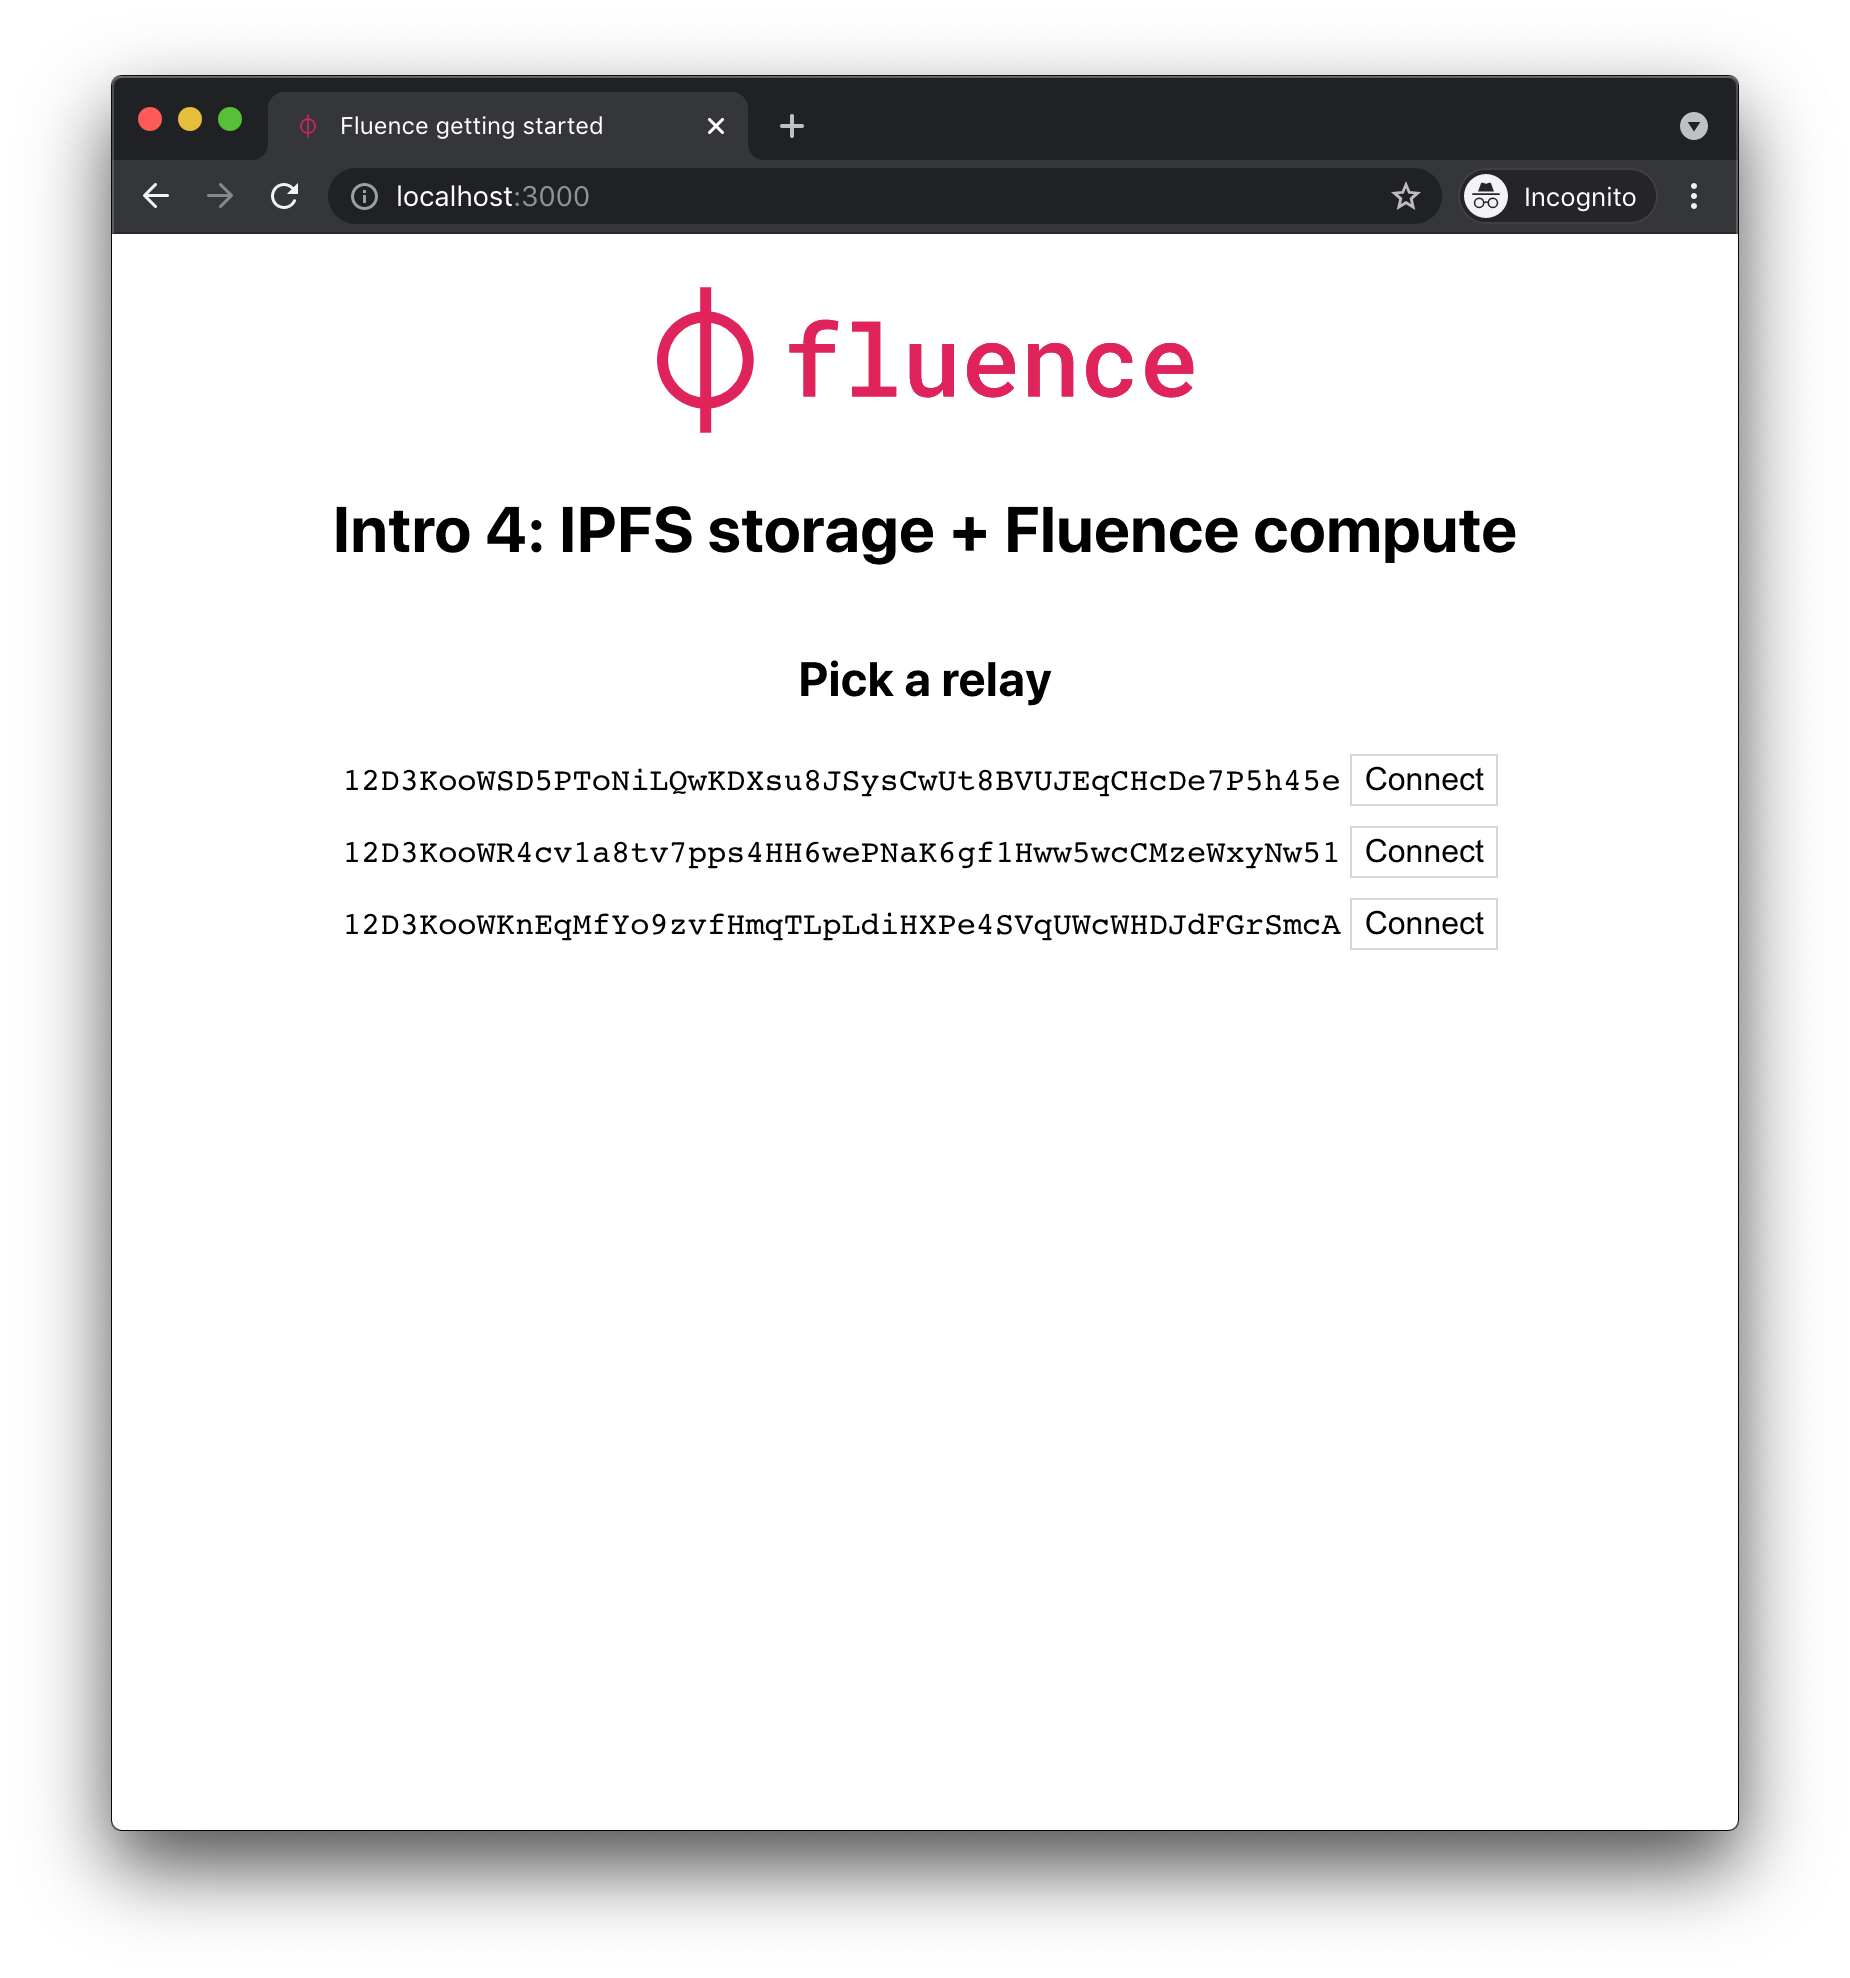 Fluence getting started
localhost:3000
Incognito
fluence
Intro 4: IPFS storage + Fluence compute
Pick a relay
12D3KooWSD5PToNiLQwKDXsu8JSysCwUt8BVUJEqCHcDe7P5h45e Connect
12D3KooWR4cv1a8tv7pps4HH6wePNaK6gf1Hww5wcCMzeWxyNw51 Connect
12D3KooWKnEqMfYo9zvfHmqTLpLdiHXPe4SVqUWcWHDJdFGrSmcA Connect